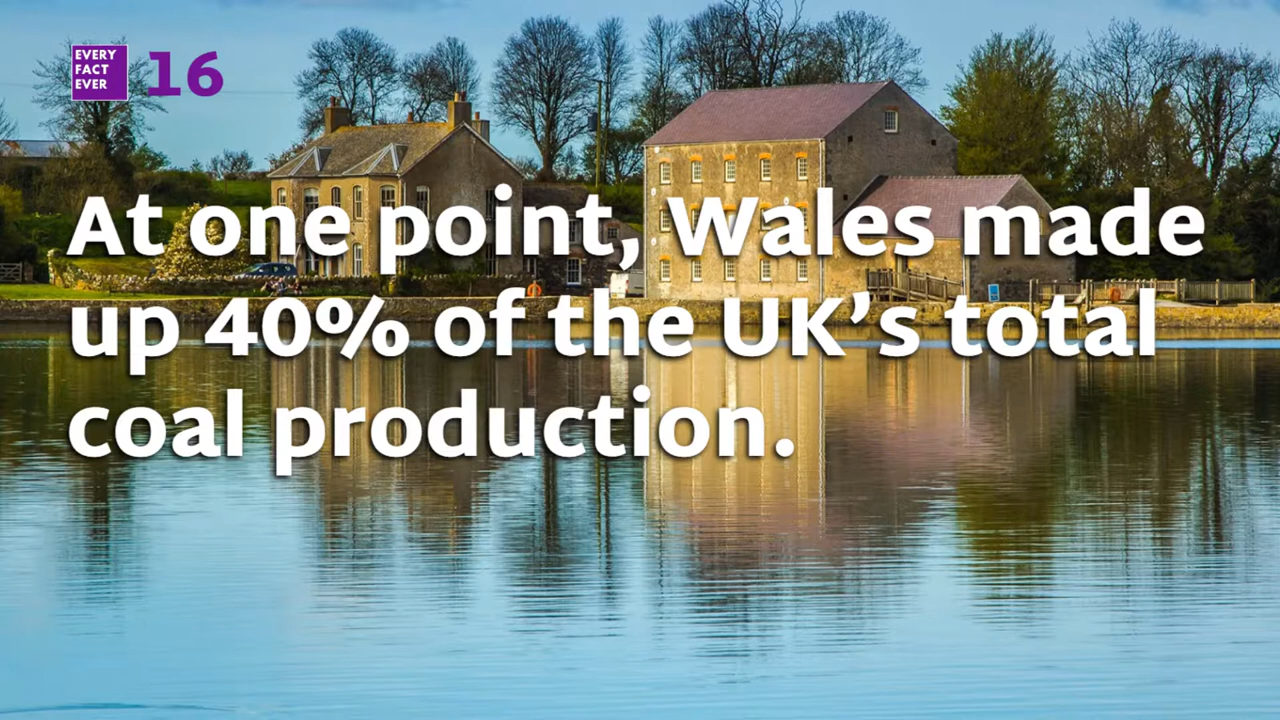 EVERY
FACT
EVER
16
At one point, Wales made
up 40% of the UK’s total
coal production.